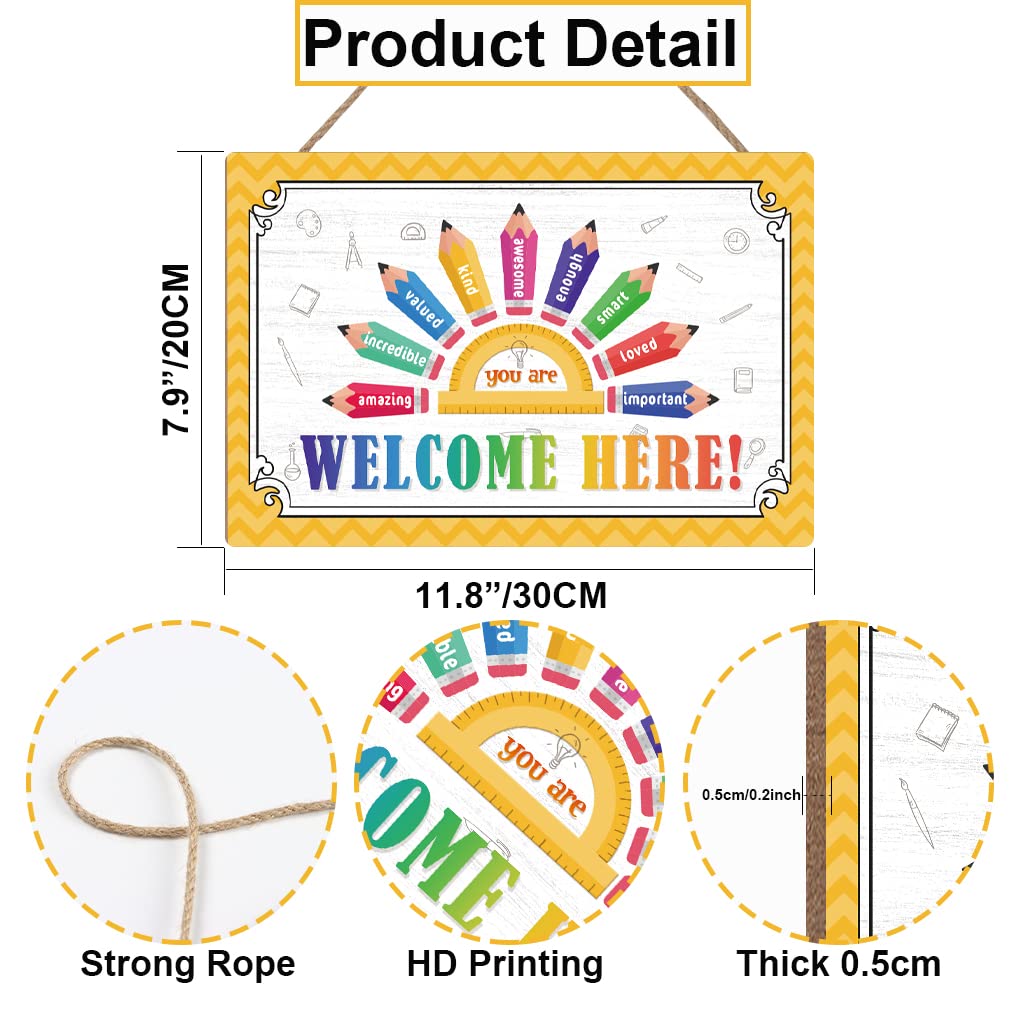 Product Detail
7.9”/20CM
amazing
incredible
valued
kind
awesome
enough
smart
loved
important
you are
WELCOME HERE!
11.8”/30CM
ble
d
you are
COME
0.5cm/0.2inch
Strong Rope
HD Printing
Thick 0.5cm